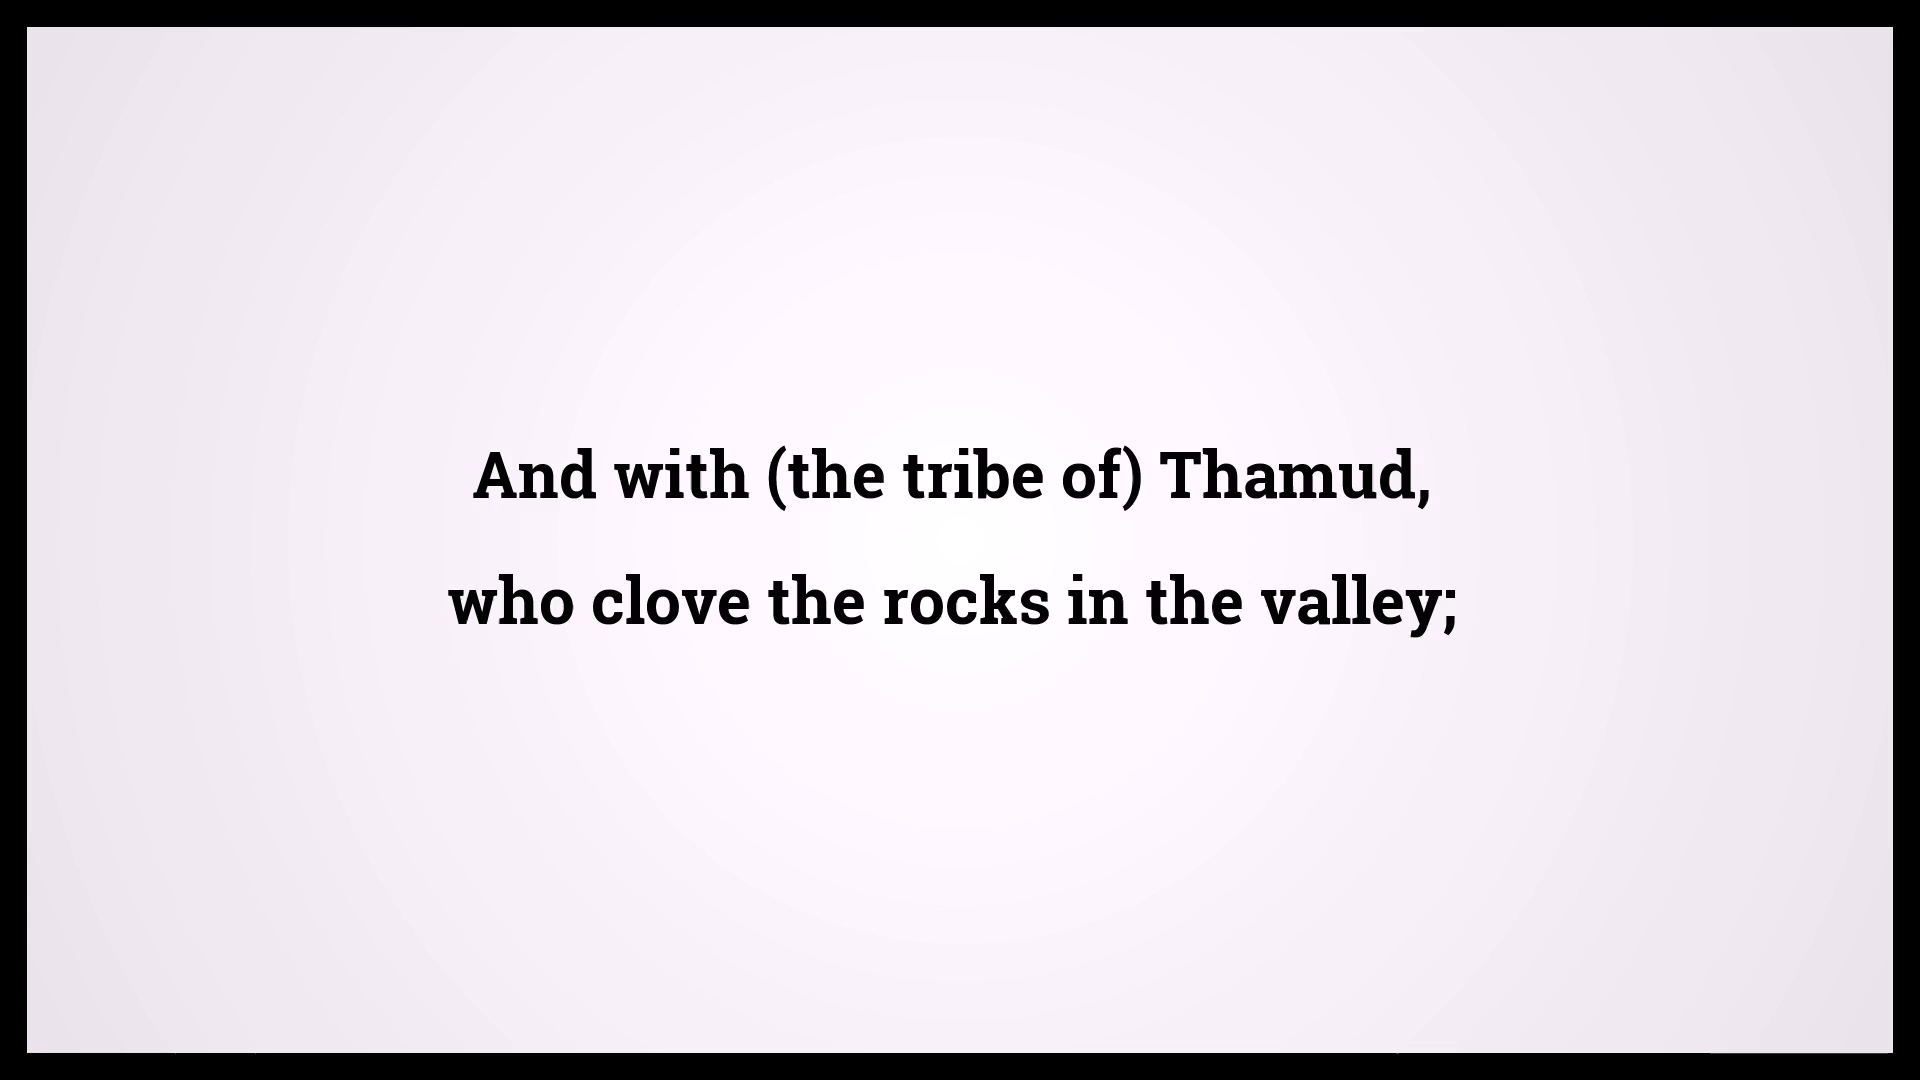 And with (the tribe of) Thamud,
who clove the rocks in the valley;